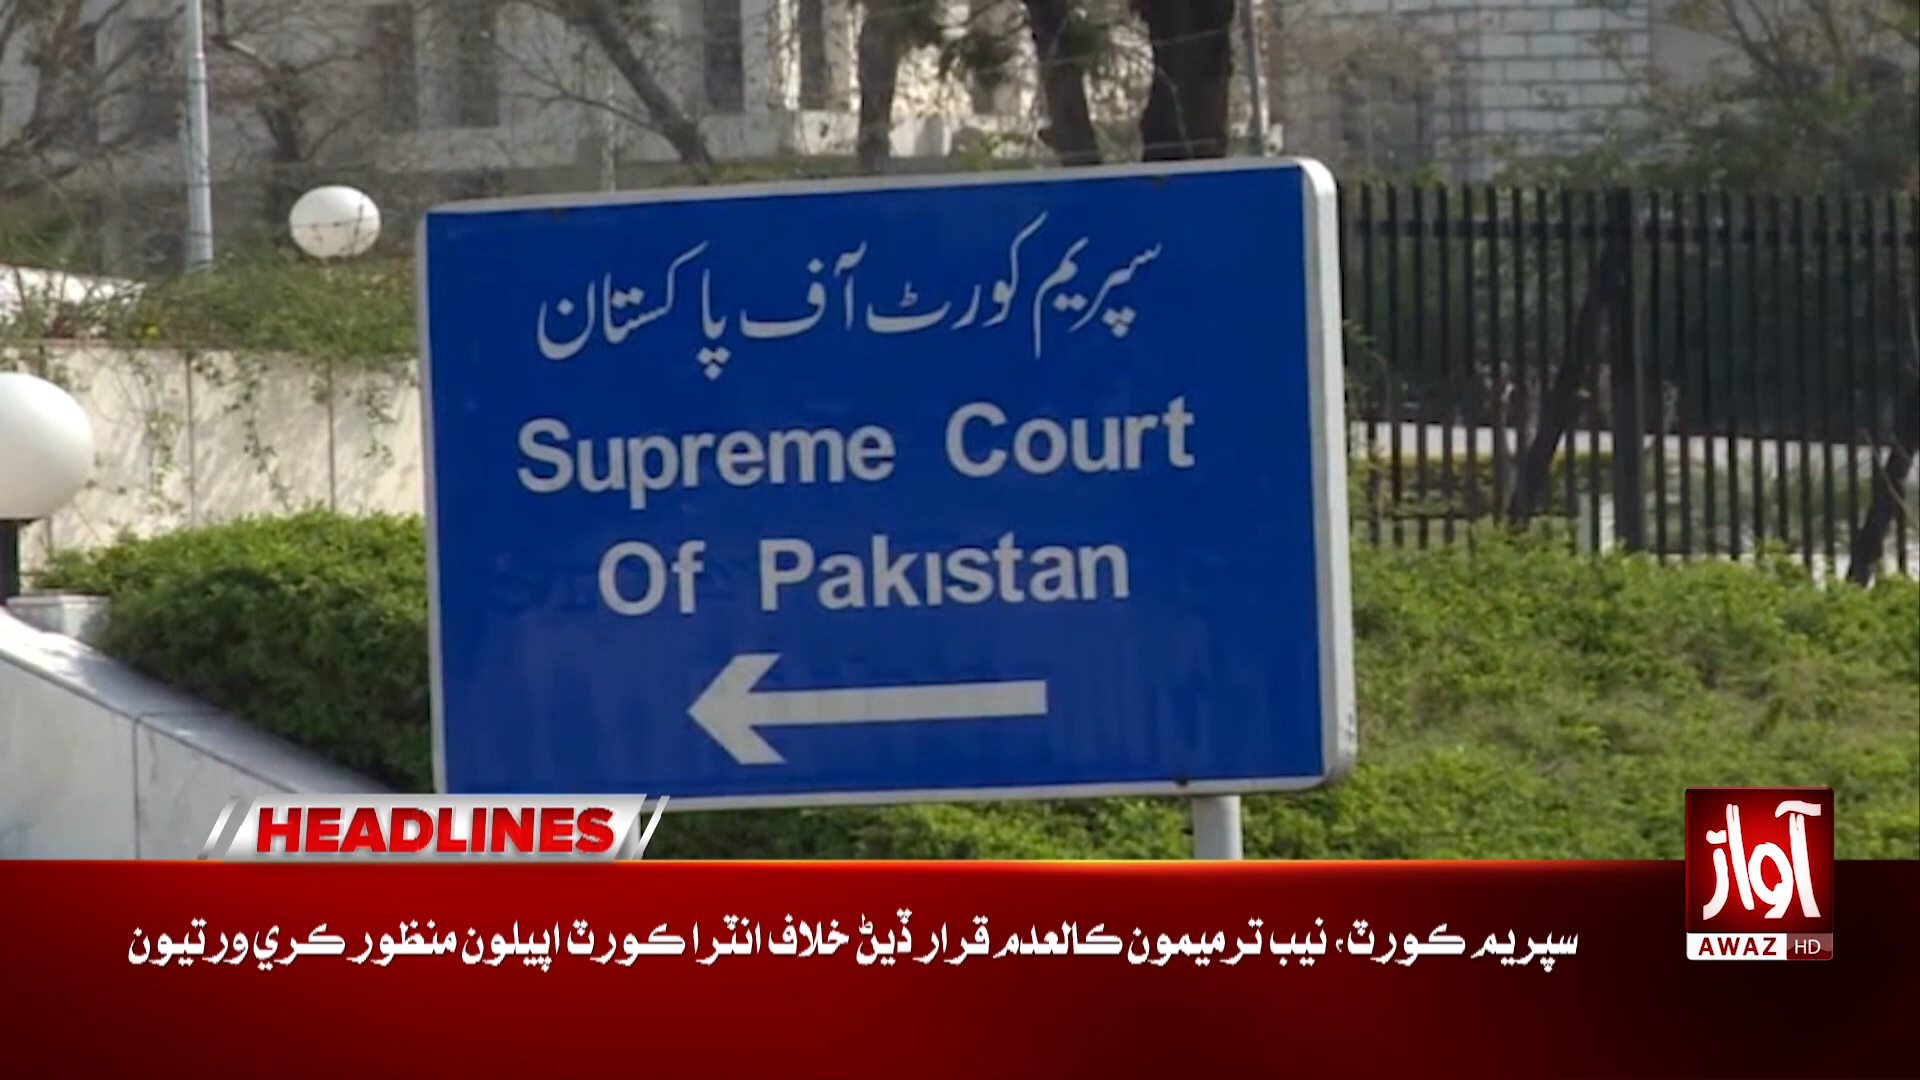 سپریم کورٹ آف پاکستان
Supreme Court
Of Pakistan
HEADLINES
آواز
AWAZ HD
سپريم ڪورٽ، نيب ترميمون ڪالعدم قرار ڏيڻ خلاف انٽرا ڪورٽ اپيلون منظور ڪري ورتيون